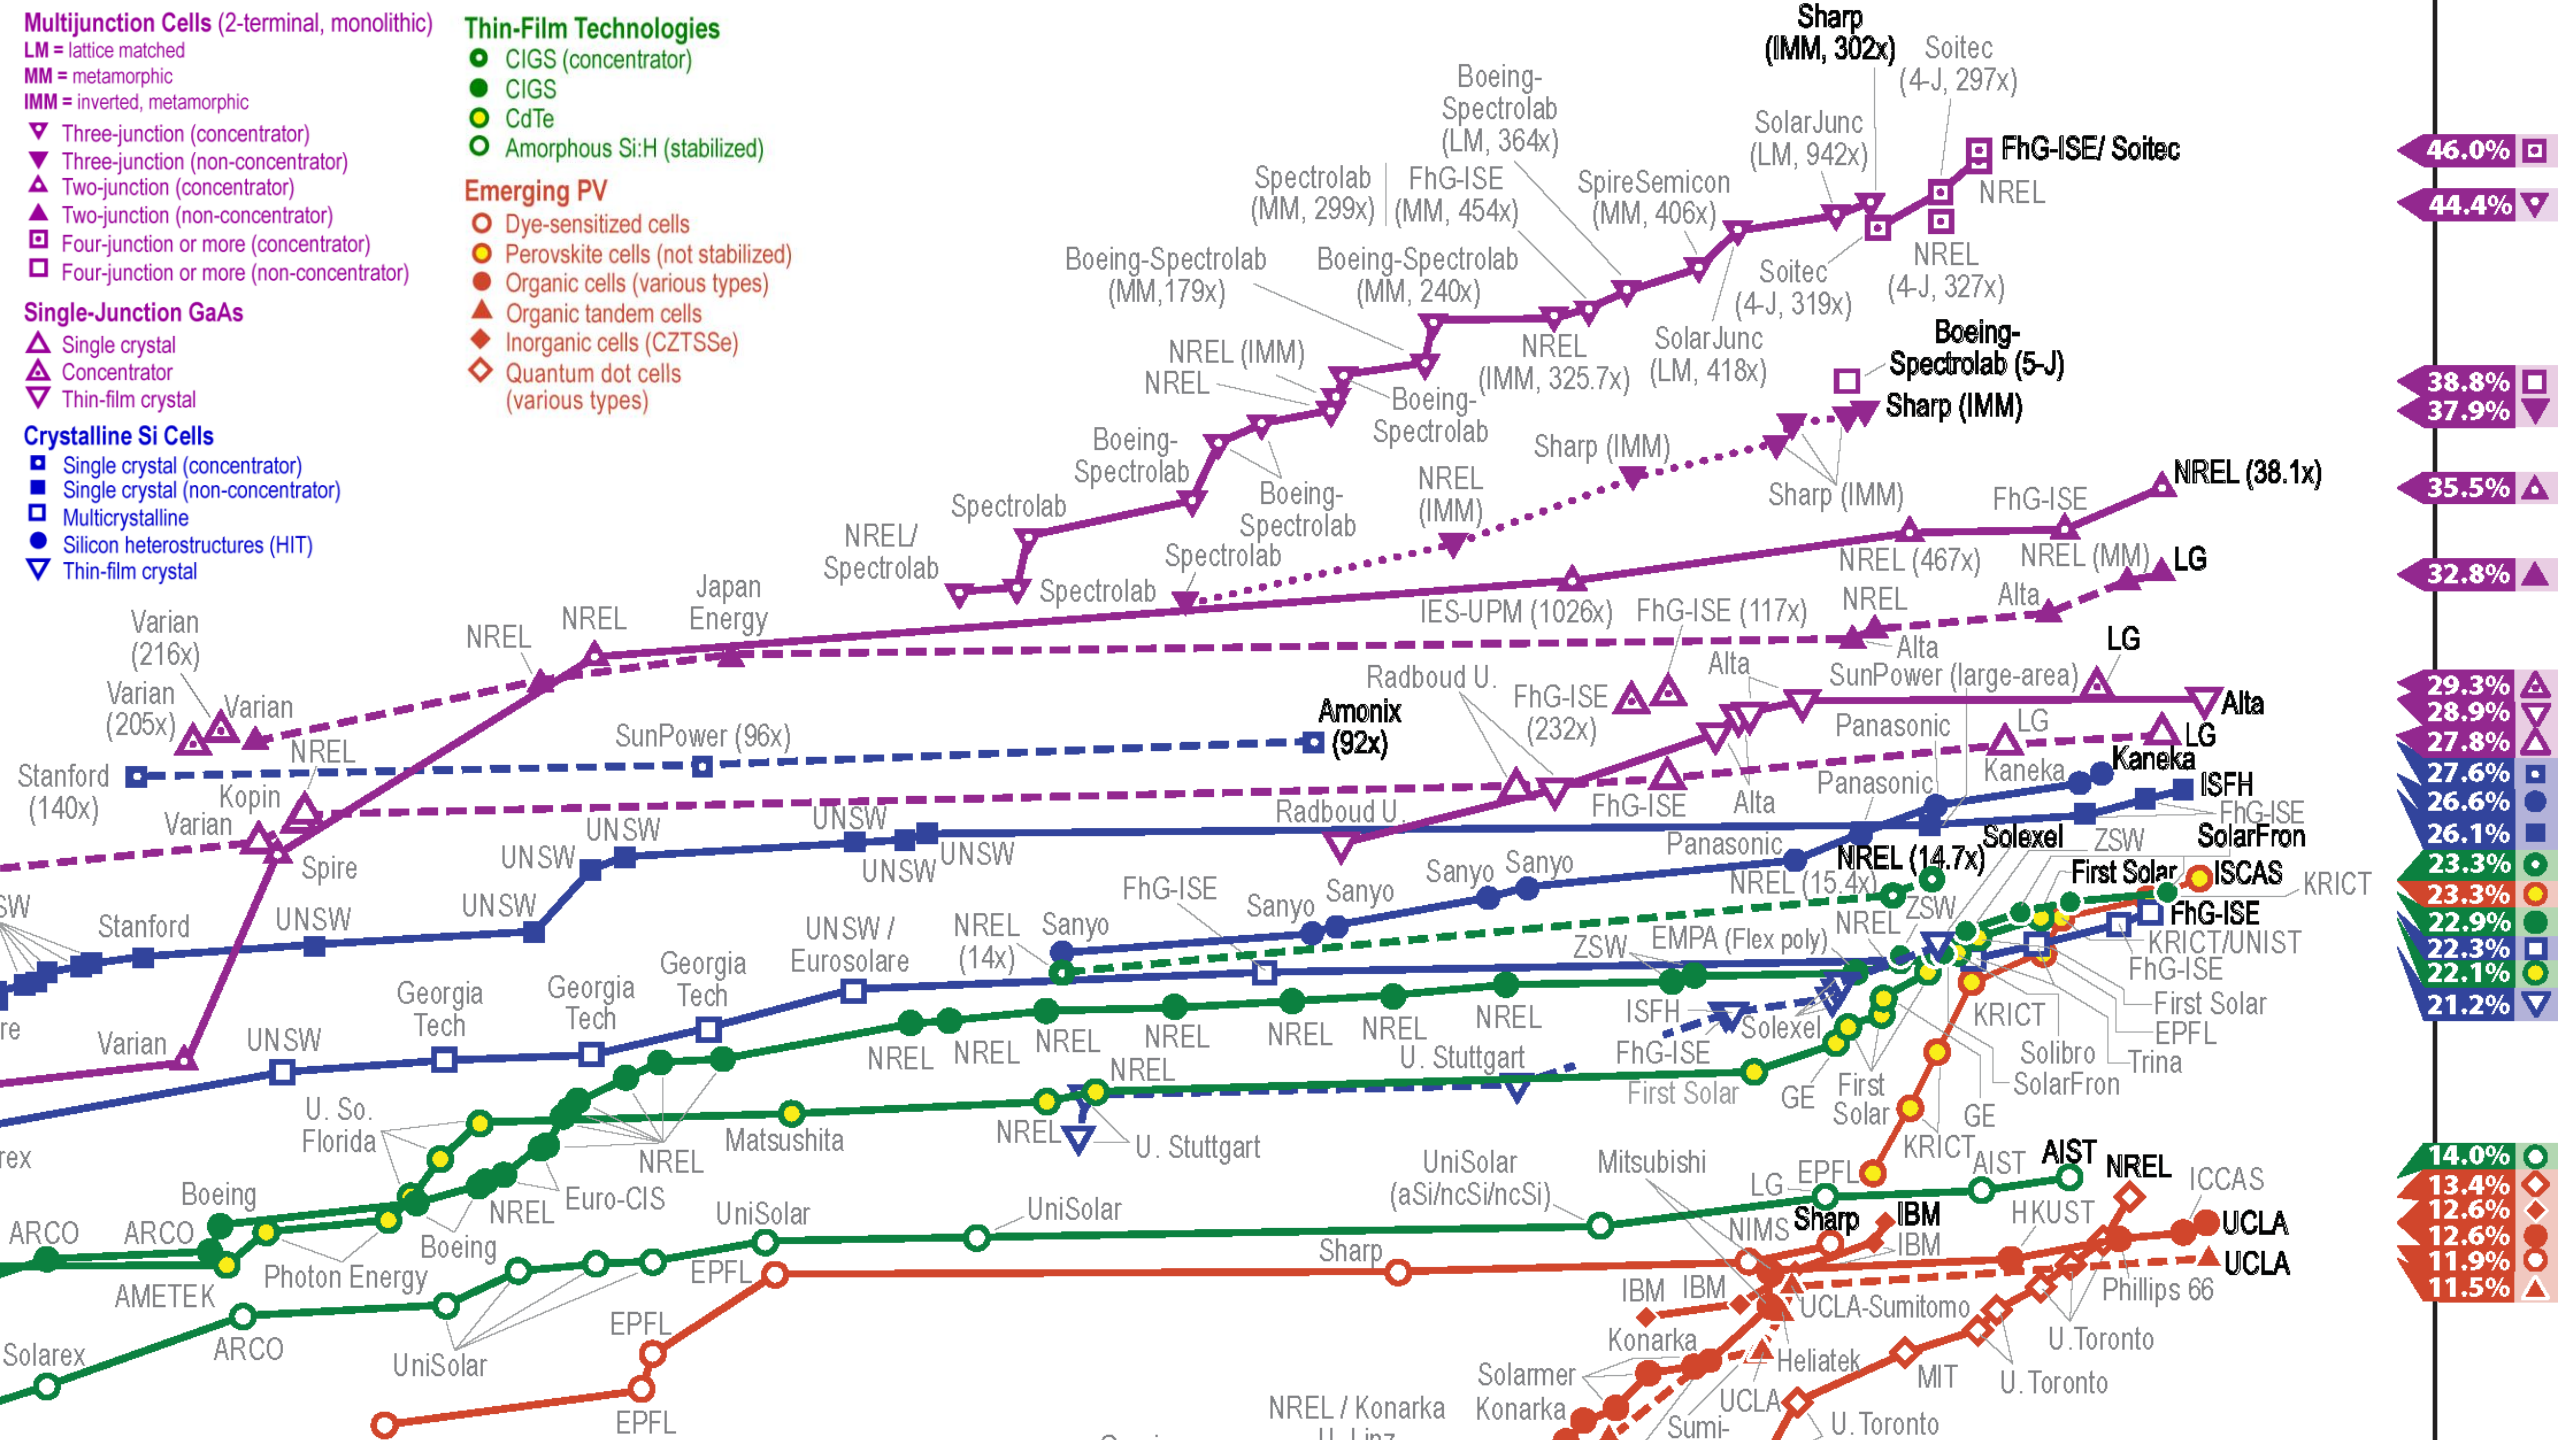 Multijunction Cells (2-terminal, monolithic)
LM = lattice matched
MM = metamorphic
IMM = inverted, metamorphic
Three-junction (concentrator)
Three-junction (non-concentrator)
Two-junction (concentrator)
Two-junction (non-concentrator)
Four-junction or more (concentrator)
Four-junction or more (non-concentrator)
Single-Junction GaAs
Single crystal
Concentrator
Thin-film crystal
Crystalline Si Cells
Single crystal (concentrator)
Single crystal (non-concentrator)
Multicrystalline
Silicon heterostructures (HIT)
Thin-film crystal
Thin-Film Technologies
CIGS (concentrator)
CIGS
CdTe
Amorphous Si:H (stabilized)
Emerging PV
Dye-sensitized cells
Perovskite cells (not stabilized)
Organic cells (various types)
Organic tandem cells
Inorganic cells (CZTSSe)
Quantum dot cells
(various types)
Sharp
(IMM, 302x)
Soitec
(4-J, 297x)
Boeing-
Spectrolab
(LM, 364x)
SolarJunc
(LM, 942x)
FhG-ISE/ Soitec
NREL
Spectrolab
(MM, 299x)
FhG-ISE
(MM, 454x)
SpireSemicon
(MM, 406x)
Boeing-Spectrolab
(MM,179x)
Boeing-Spectrolab
(MM, 240x)
Soitec
(4-J, 319x)
NREL
(4-J, 327x)
NREL (IMM)
NREL
NREL
(IMM, 325.7x)
SolarJunc
(LM, 418x)
Boeing-
Spectrolab (5-J)
Boeing-
Spectrolab
Sharp (IMM)
Boeing-
Spectrolab
Sharp (IMM)
NREL
(IMM)
Boeing-
Spectrolab
Sharp (IMM)
NREL (38.1x)
FhG-ISE
Spectrolab
NREL/
Spectrolab
Spectrolab
Spectrolab
NREL (467x)
NREL (MM)
LG
Japan
Energy
IES-UPM (1026x)
FhG-ISE (117x)
NREL
Alta
Varian
(216x)
NREL
NREL
Alta
LG
Varian
(205x)
Varian
Radboud U.
FhG-ISE
(232x)
Alta
SunPower (large-area)
Alta
Amonix
(92x)
SunPower (96x)
NREL
Stanford
(140x)
Panasonic
LG
LG
Kopin
Varian
Panasonic
Kaneka
Kaneka
ISFH
FhG-ISE
Alta
FhG-ISE
Radboud U.
Spire
UNSW
UNSW
UNSW
UNSW
UNSW
Panasonic
NREL (14.7x)
Solexel
ZSW
SolarFron
First Solar
ISCAS
KRICT
SW
Stanford
UNSW
UNSW
FhG-ISE
Sanyo
Sanyo
Sanyo
Sanyo
Sanyo
NREL (15.4x)
NREL
ZSW
FhG-ISE
KRICT/UNIST
FhG-ISE
UNSW /
Eurosolare
NREL
(14x)
ZSW
EMPA (Flex poly)
First Solar
EPFL
Trina
Georgia
Tech
Georgia
Tech
Georgia
Tech
re
Varian
UNSW
NREL
NREL
NREL
NREL
NREL
NREL
NREL
NREL
ISFH
Solexel
FhG-ISE
KRICT
Solibro
SolarFron
U. Stuttgart
First Solar
GE
First
Solar
GE
U. So.
Florida
Matsushita
NREL
U. Stuttgart
NREL
KRICT
rex
UniSolar
(aSi/ncSi/ncSi)
Mitsubishi
LG
EPFL
AIST
AIST
NREL
ICCAS
Boeing
NREL
Euro-CIS
UniSolar
UniSolar
ARCO
ARCO
Boeing
Sharp
NIMS
Sharp
IBM
IBM
HKUST
UCLA
UCLA
Photon Energy
AMETEK
EPFL
IBM
IBM
UCLA-Sumitomo
Phillips 66
Konarka
U.Toronto
Solarex
ARCO
UniSolar
EPFL
EPFL
Solarmer
Heliatek
MIT
U. Toronto
Konarka
UCLA
U. Toronto
NREL / Konarka
U. Linz
Sumi-
46.0%
44.4%
38.8%
37.9%
35.5%
32.8%
29.3%
28.9%
27.8%
27.6%
26.6%
26.1%
23.3%
23.3%
22.9%
22.3%
22.1%
21.2%
14.0%
13.4%
12.6%
12.6%
11.9%
11.5%